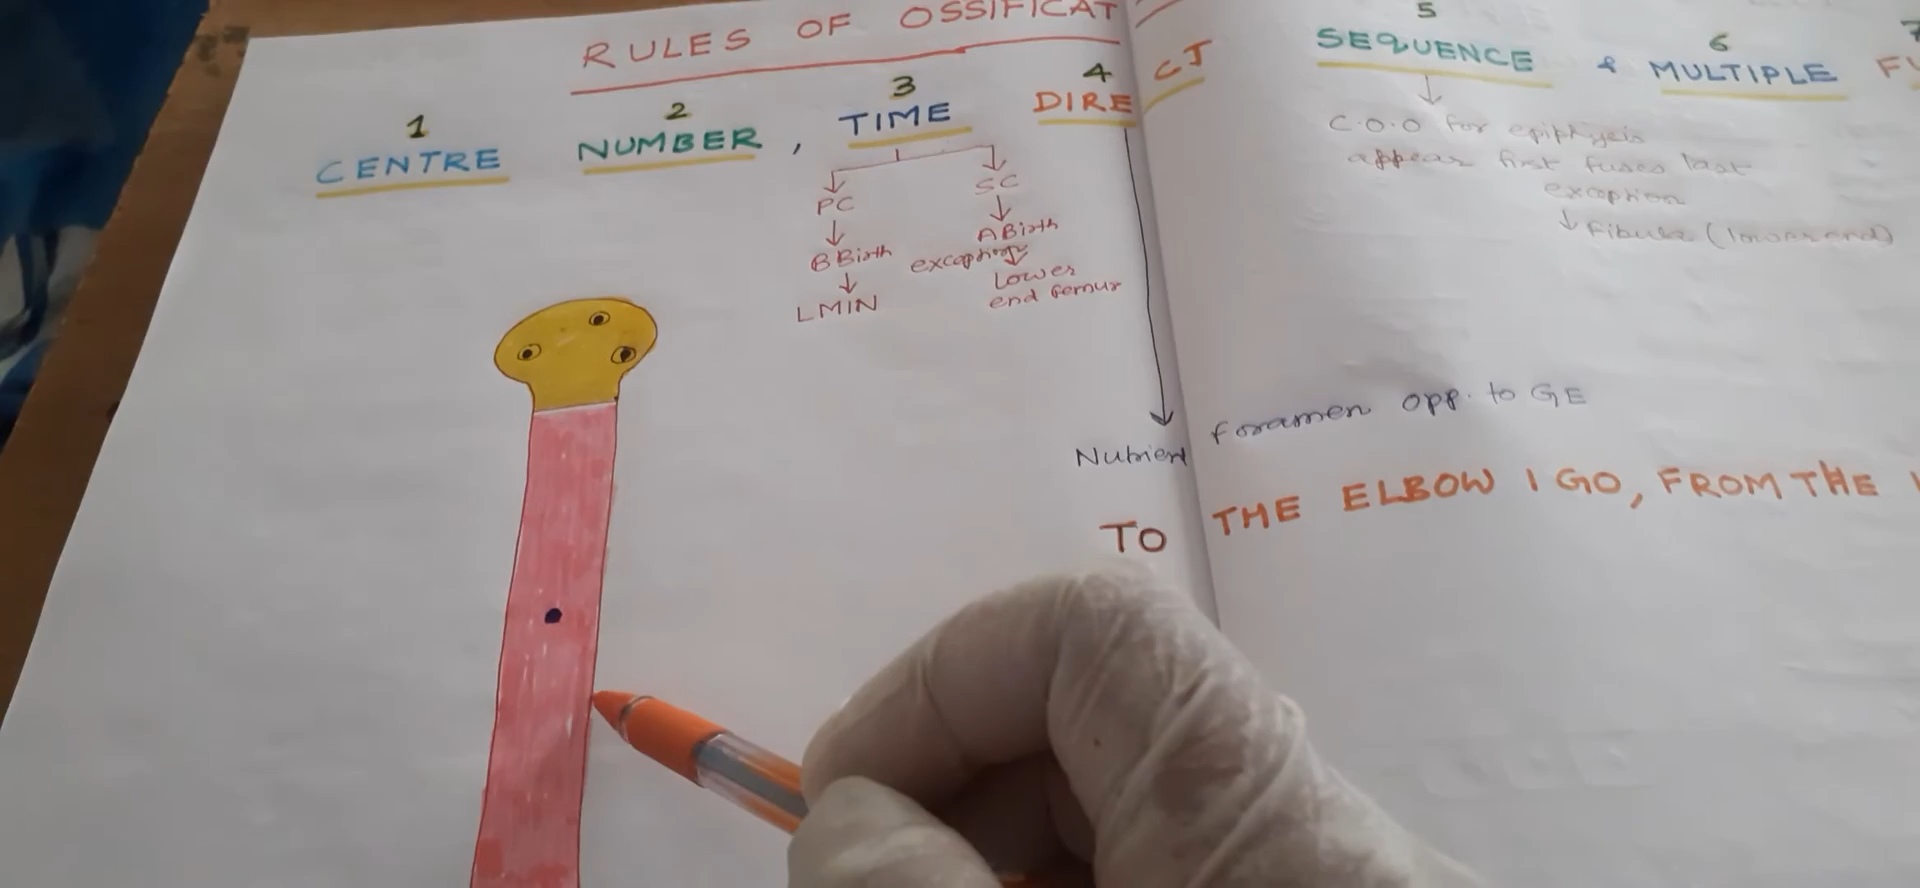 RULES OF OSSIFICAT
1 2 3 4 5 6 7
CENTRE NUMBER, TIME DIRE CT SEQUENCE & MULTIPLE FU
PC SC
B Birth A Birth
LMIN exception
Lower
end femur
C.O.O for epiphysis
appear first fuses last
exception
Fibula (lower end)
Nutrient foramen opp. to GE
TO THE ELBOW I GO, FROM THE